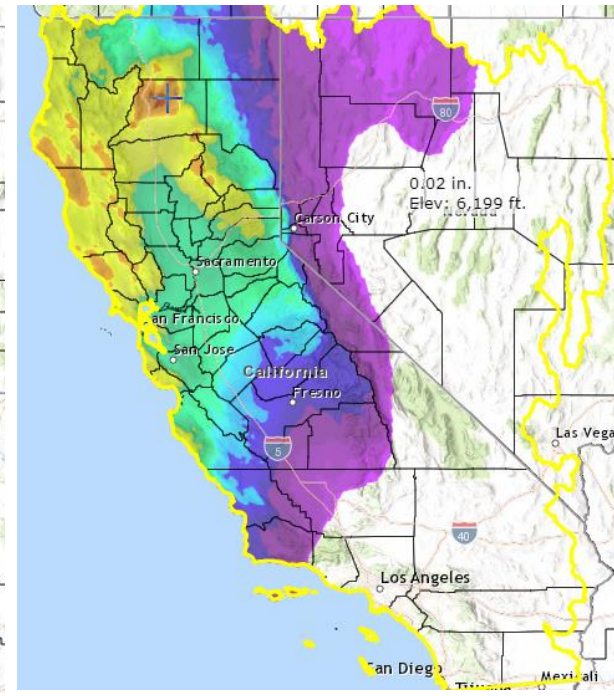 80
0.02 in.
Elev: 6,199 ft.
Nevada
Carson City
Sacramento
an Francisco
San Jose
California
Fresno
5
Las Vega
40
Los Angeles
San Diego
Mexicali